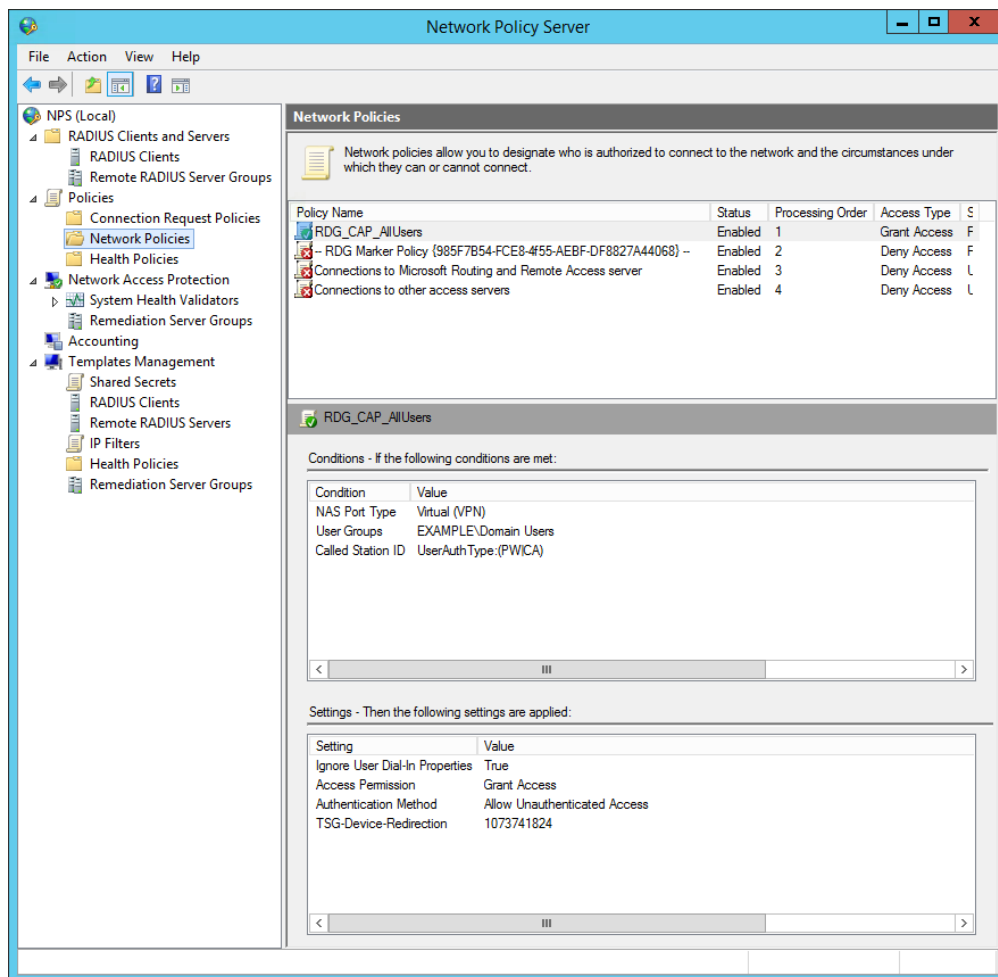 Network Policy Server
File Action View Help
NPS (Local)
RADIUS Clients and Servers
RADIUS Clients
Remote RADIUS Server Groups
Policies
Connection Request Policies
Network Policies
Health Policies
Network Access Protection
System Health Validators
Remediation Server Groups
Accounting
Templates Management
Shared Secrets
RADIUS Clients
Remote RADIUS Servers
IP Filters
Health Policies
Remediation Server Groups
Network Policies
Network policies allow you to designate who is authorized to connect to the network and the circumstances under
which they can or cannot connect.
Policy Name Status Processing Order Access Type S
RDG_CAP_AllUsers Enabled 1 Grant Access F
-- RDG Marker Policy {985F7B54-FCE8-4f55-AEBF-DF8827A44068} -- Enabled 2 Deny Access F
Connections to Microsoft Routing and Remote Access server Enabled 3 Deny Access U
Connections to other access servers Enabled 4 Deny Access U
RDG_CAP_AllUsers
Conditions - If the following conditions are met:
Condition Value
NAS Port Type Virtual (VPN)
User Groups EXAMPLE\Domain Users
Called Station ID UserAuthType:(PW|CA)
Settings - Then the following settings are applied:
Setting Value
Ignore User Dial-In Properties True
Access Permission Grant Access
Authentication Method Allow Unauthenticated Access
TSG-Device-Redirection 1073741824